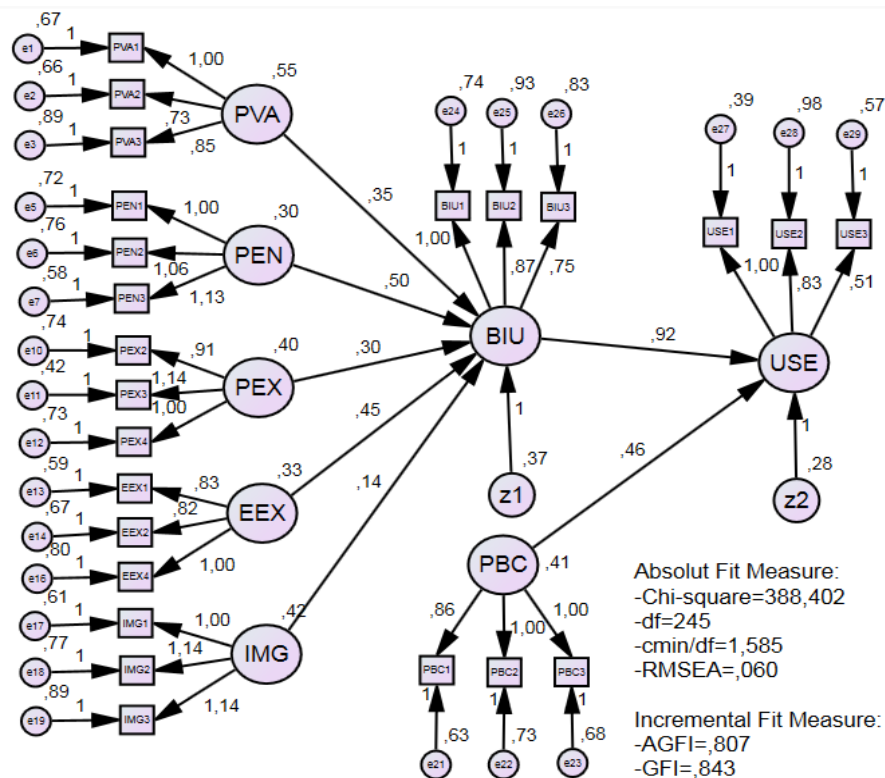 ,67
e1 1 PVA1
1,00
,55
,66
e2 1 PVA2
,73
PVA
,89
e3 1 PVA3
,85
,72
e5 1 PEN1
1,00
,30
,76
e6 1 PEN2
1,06
PEN
,58
e7 1 PEN3
1,13
,74
e10 1 PEX2
,91
,40
,42
e11 1 PEX3
1,14
PEX
,73
e12 1 PEX4
1,00
,59
e13 1 EEX1
,83
,33
,67
e14 1 EEX2
,82
EEX
,80
e16 1 EEX4
1,00
,61
e17 1 IMG1
1,00
,42
,77
e18 1 IMG2
1,14
IMG
,89
e19 1 IMG3
1,14
,35
,50
,30
,45
,14
,74 ,93 ,83
e24 e25 e26
1 1 1
BIU1 BIU2 BIU3
1,00 ,87 ,75
BIU
1
,37
z1
,92
,46
,39 ,98 ,57
e27 e28 e29
1 1 1
USE1 USE2 USE3
1,00 ,83 ,51
USE
1
,28
z2
PBC ,41
,86 1,00 1,00
PBC1 PBC2 PBC3
1 1 1
,63 ,73 ,68
e21 e22 e23
Absolut Fit Measure:
-Chi-square=388,402
-df=245
-cmin/df=1,585
-RMSEA=,060
Incremental Fit Measure:
-AGFI=,807
-GFI=,843